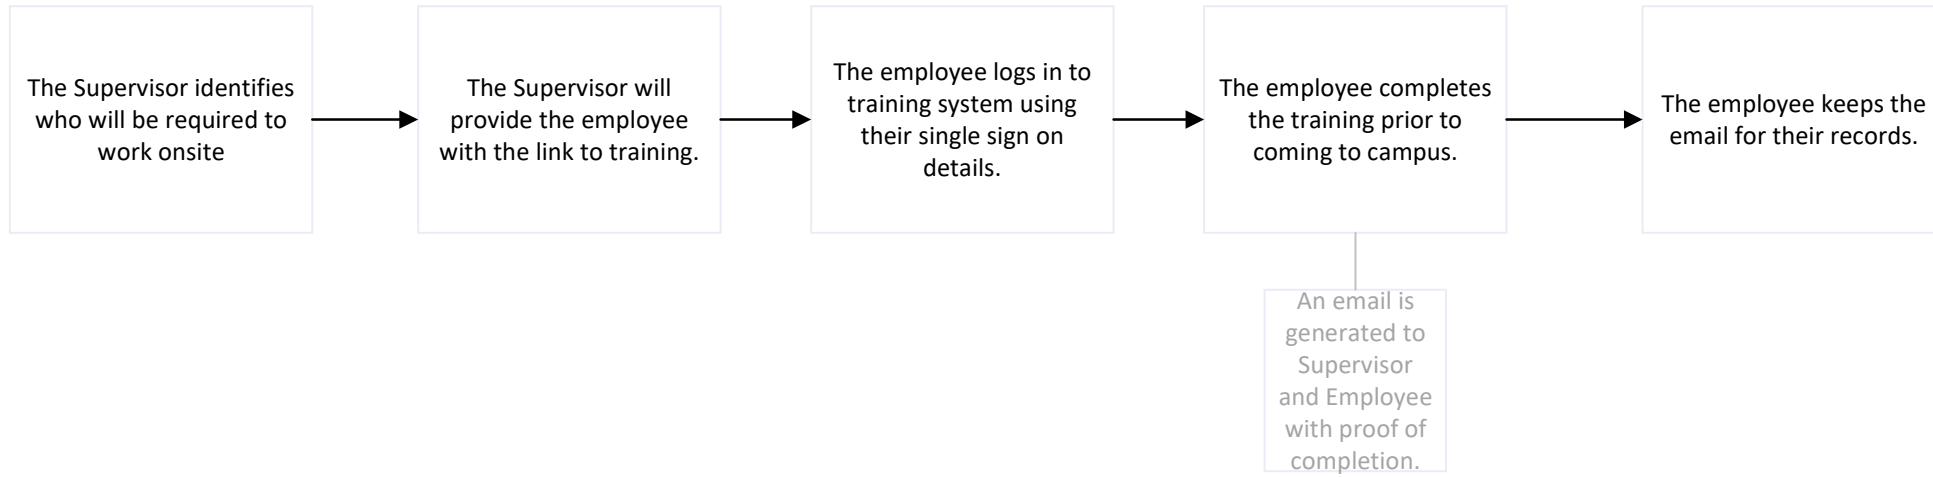 The Supervisor identifies
who will be required to
work onsite
The Supervisor will
provide the employee
with the link to training.
The employee logs in to
training system using
their single sign on
details.
The employee completes
the training prior to
coming to campus.
The employee keeps the
email for their records.
An email is
generated to
Supervisor
and Employee
with proof of
completion.